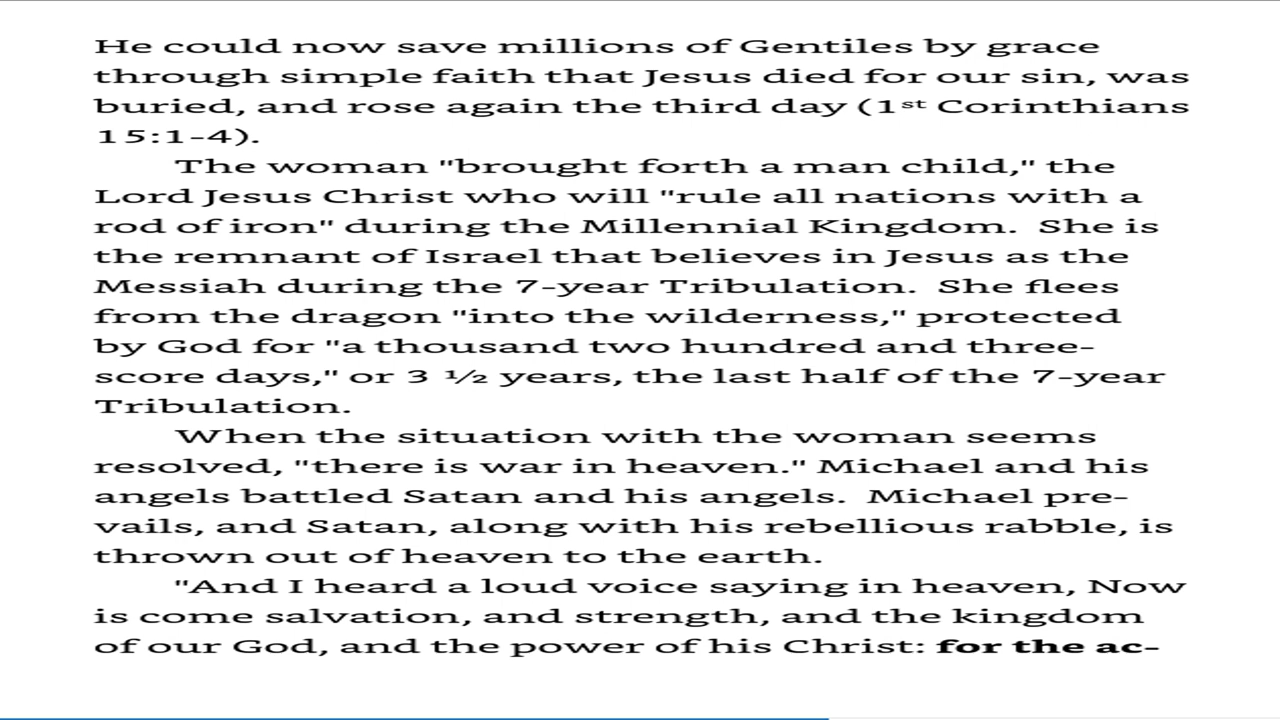 He could now save millions of Gentiles by grace
through simple faith that Jesus died for our sin, was
buried, and rose again the third day (1st Corinthians
15:1-4).
The woman "brought forth a man child," the
Lord Jesus Christ who will "rule all nations with a
rod of iron" during the Millennial Kingdom.  She is
the remnant of Israel that believes in Jesus as the
Messiah during the 7-year Tribulation.  She flees
from the dragon "into the wilderness," protected
by God for "a thousand two hundred and three-
score days," or 3 ½ years, the last half of the 7-year
Tribulation.
When the situation with the woman seems
resolved, "there is war in heaven." Michael and his
angels battled Satan and his angels.  Michael pre-
vails, and Satan, along with his rebellious rabble, is
thrown out of heaven to the earth.
"And I heard a loud voice saying in heaven, Now
is come salvation, and strength, and the kingdom
of our God, and the power of his Christ: for the ac-